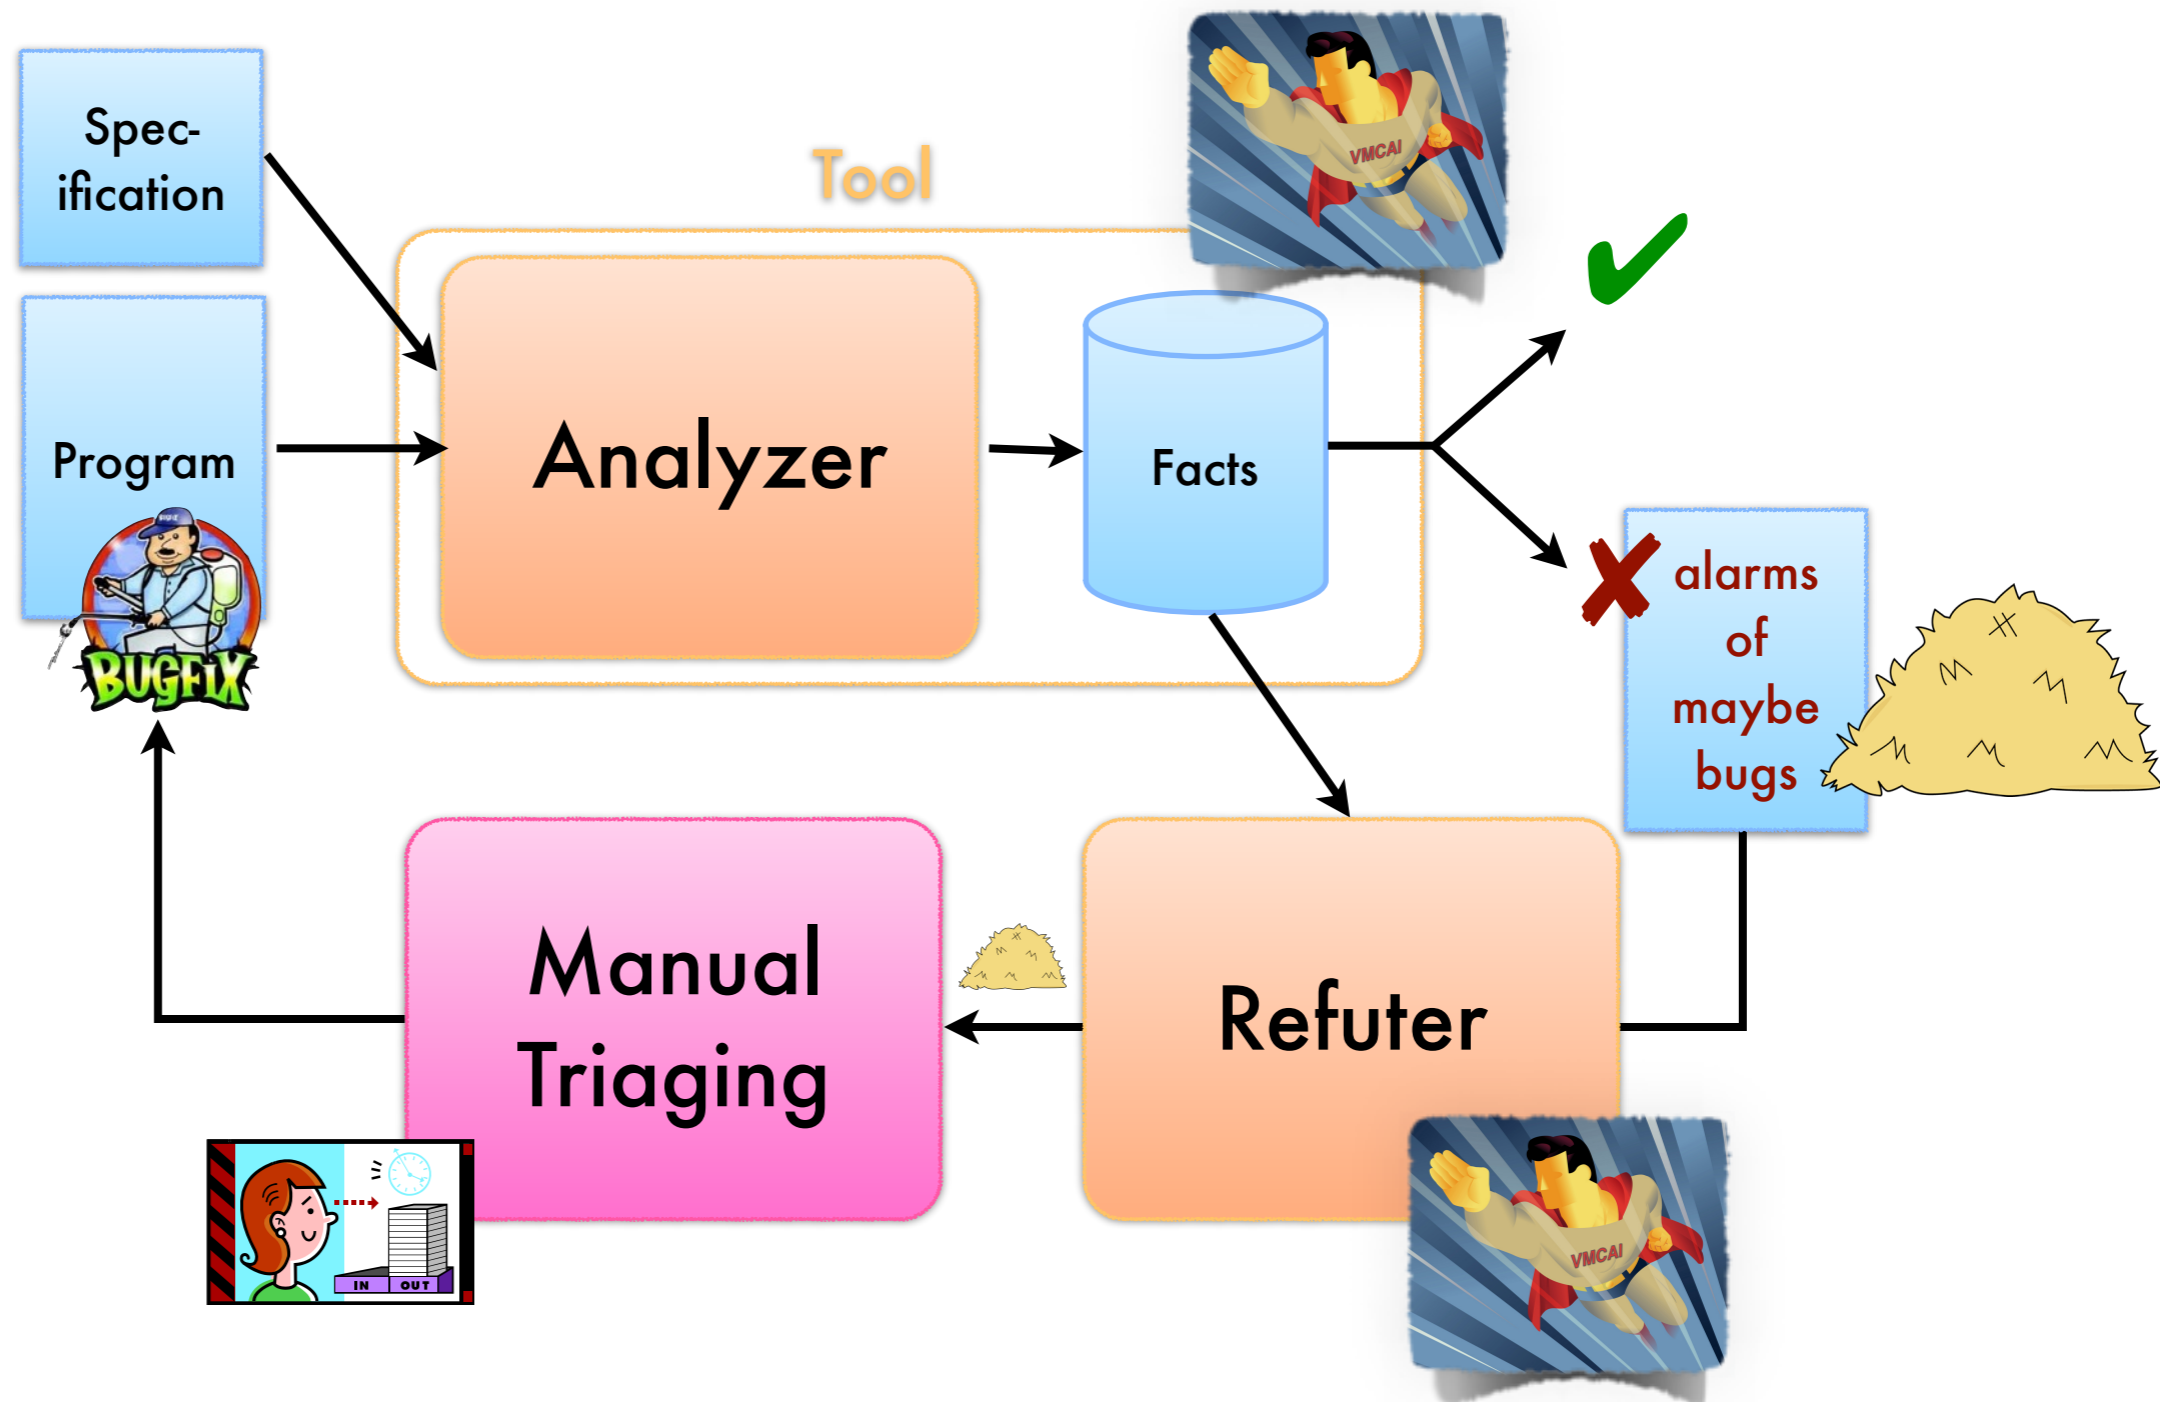 Spec-
ification
Tool
VMCAI
Program
BUGFIX
Analyzer
Facts
alarms
of
maybe
bugs
Manual
Triaging
Refuter
IN OUT
VMCAI